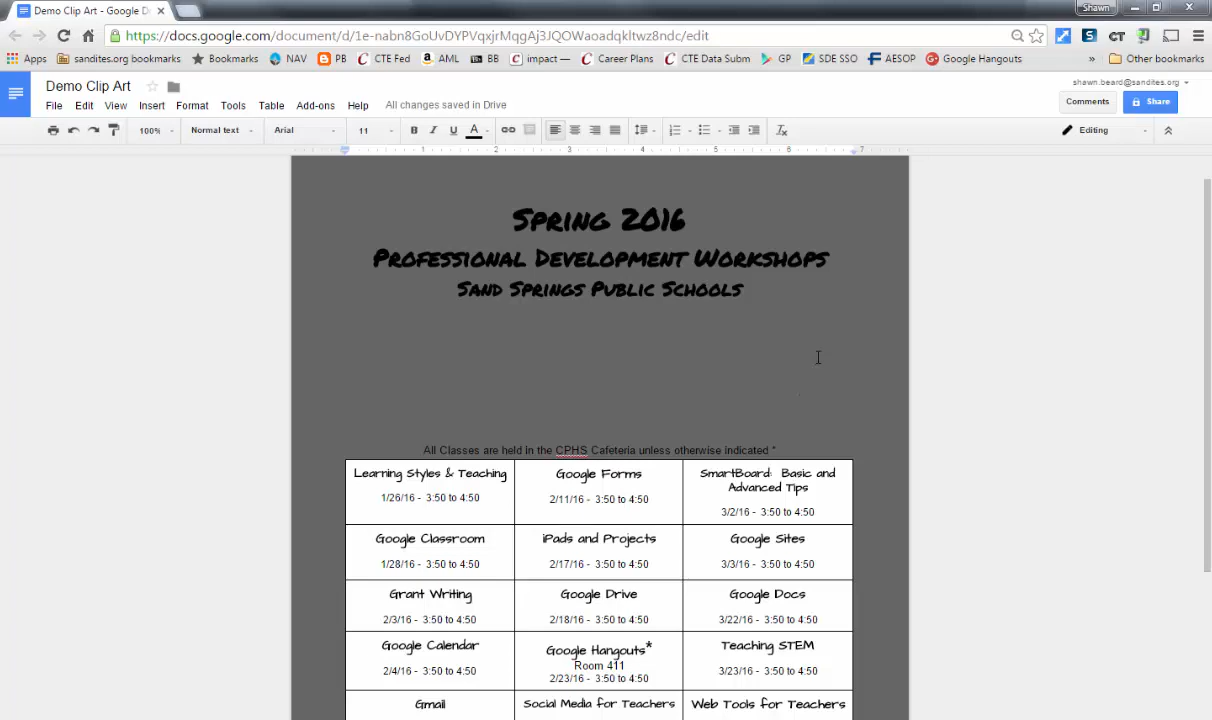 Demo Clip Art - Google D
Shawn
https://docs.google.com/document/d/1e-nabn8GoUvDYPVqxjrMqgAj3JQOWaoadqkltwz8ndc/edit
Apps sandites.org bookmarks Bookmarks NAV PB CTE Fed AML BB impact — Career Plans CTE Data Subm GP SDE SSO AESOP Google Hangouts » Other bookmarks
Demo Clip Art
shawn.beard@sandites.org
File Edit View Insert Format Tools Table Add-ons Help All changes saved in Drive
Comments Share
100% Normal text Arial 11 B I U A Editing
1 2 3 4 5 6 7
Spring 2016
Professional Development Workshops
Sand Springs Public Schools
All Classes are held in the CPHS Cafeteria unless otherwise indicated *
Learning Styles & Teaching
1/26/16 - 3:50 to 4:50
Google Forms
2/11/16 - 3:50 to 4:50
SmartBoard: Basic and
Advanced Tips
3/2/16 - 3:50 to 4:50
Google Classroom
1/28/16 - 3:50 to 4:50
iPads and Projects
2/17/16 - 3:50 to 4:50
Google Sites
3/3/16 - 3:50 to 4:50
Grant Writing
2/3/16 - 3:50 to 4:50
Google Drive
2/18/16 - 3:50 to 4:50
Google Docs
3/22/16 - 3:50 to 4:50
Google Calendar
2/4/16 - 3:50 to 4:50
Google Hangouts*
Room 411
2/23/16 - 3:50 to 4:50
Teaching STEM
3/23/16 - 3:50 to 4:50
Gmail
Social Media for Teachers
Web Tools for Teachers